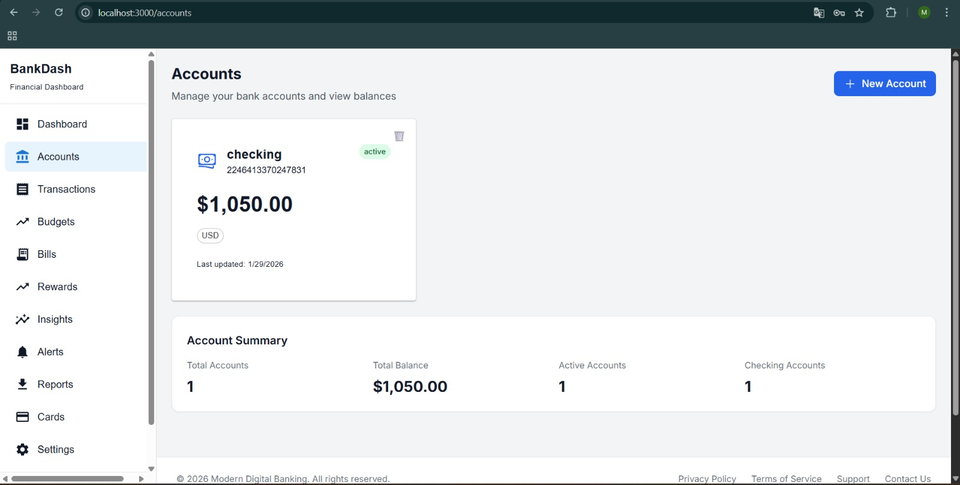 localhost:3000/accounts
M
BankDash
Financial Dashboard
Dashboard
Accounts
Transactions
Budgets
Bills
Rewards
Insights
Alerts
Reports
Cards
Settings
Accounts
Manage your bank accounts and view balances
+ New Account
checking
active
2246413370247831
$1,050.00
USD
Last updated: 1/29/2026
Account Summary
Total Accounts
1
Total Balance
$1,050.00
Active Accounts
1
Checking Accounts
1
© 2026 Modern Digital Banking. All rights reserved.
Privacy Policy
Terms of Service
Support
Contact Us